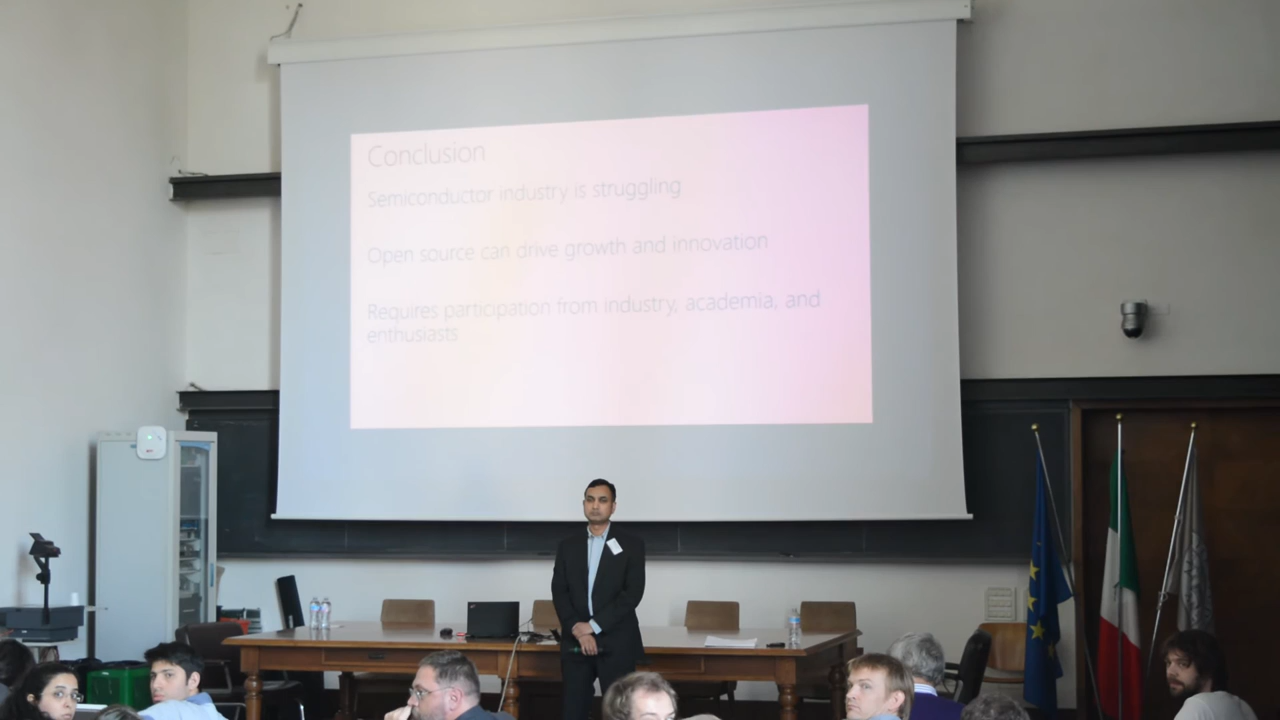 Conclusion
Semiconductor industry is struggling
Open source can drive growth and innovation
Requires participation from industry, academia, and
enthusiasts